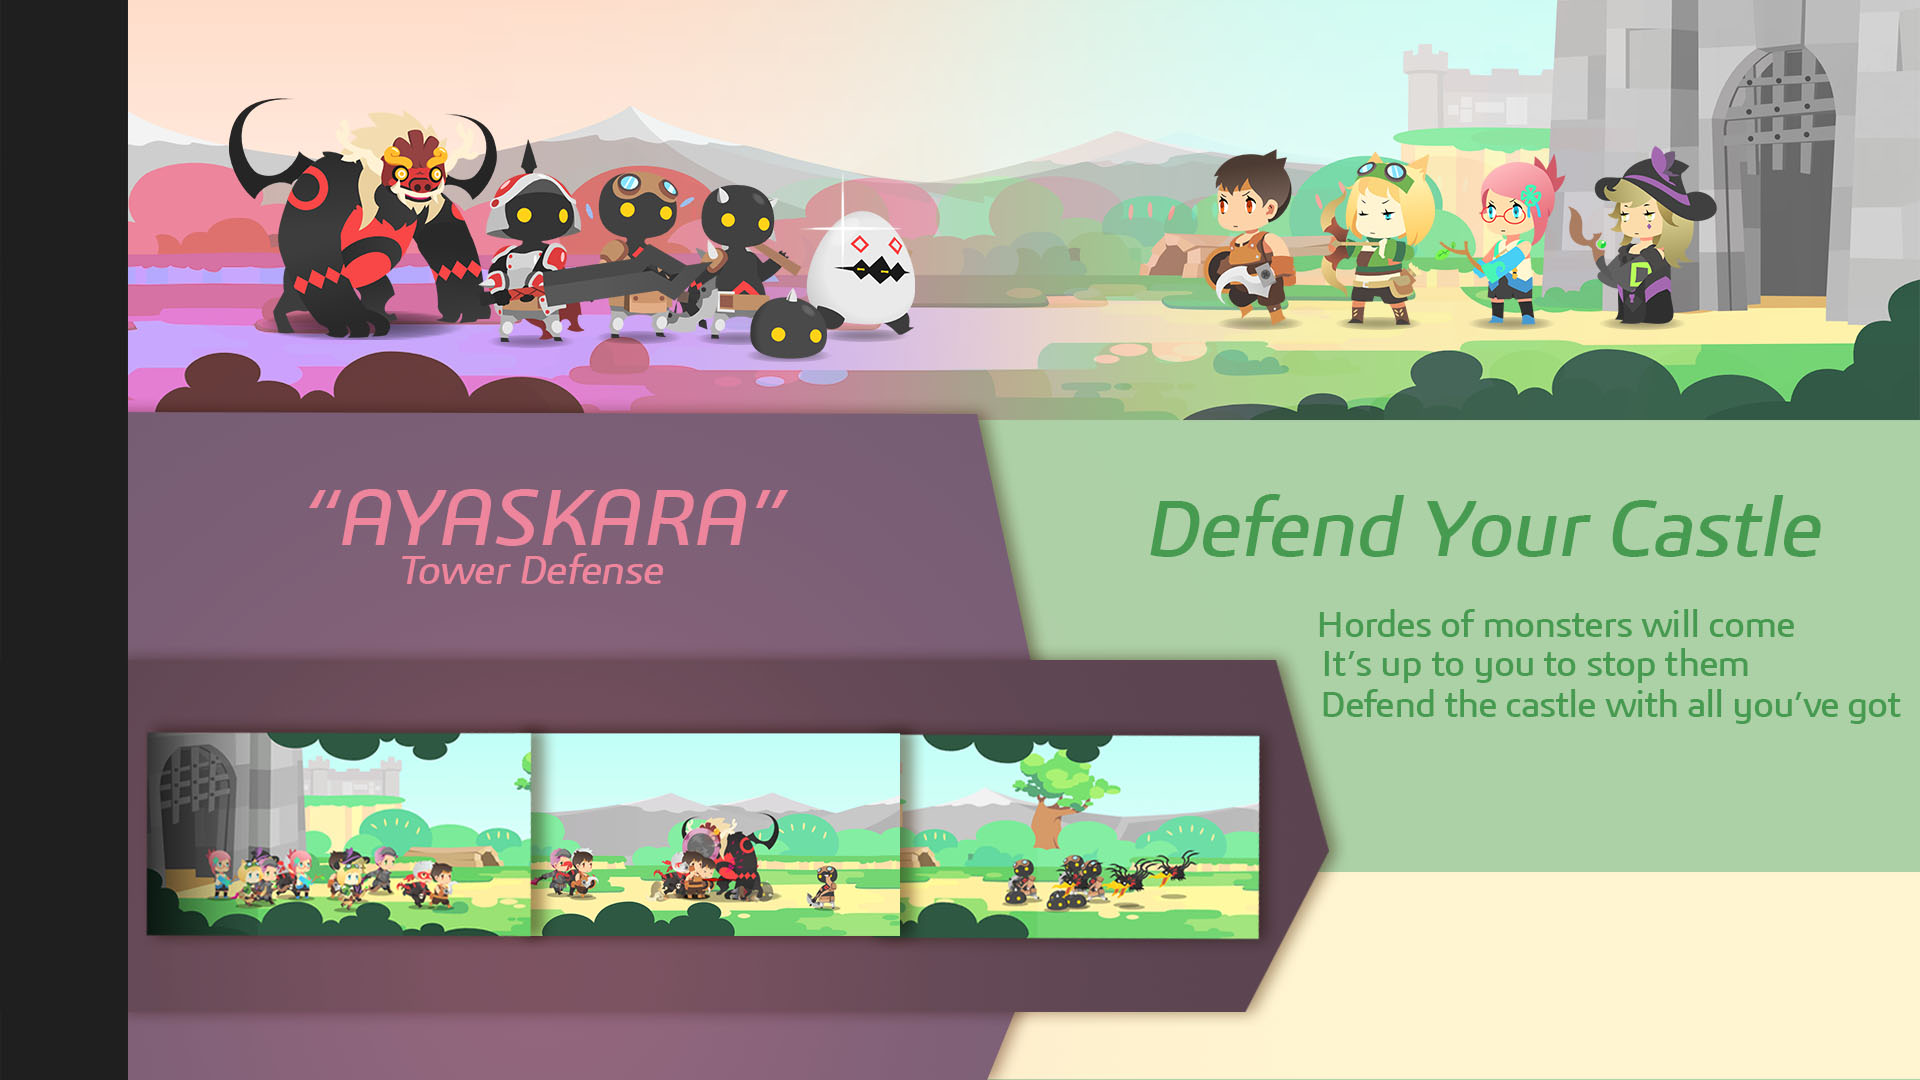 “AYASKARA”
Tower Defense
Defend Your Castle
Hordes of monsters will come
It’s up to you to stop them
Defend the castle with all you’ve got